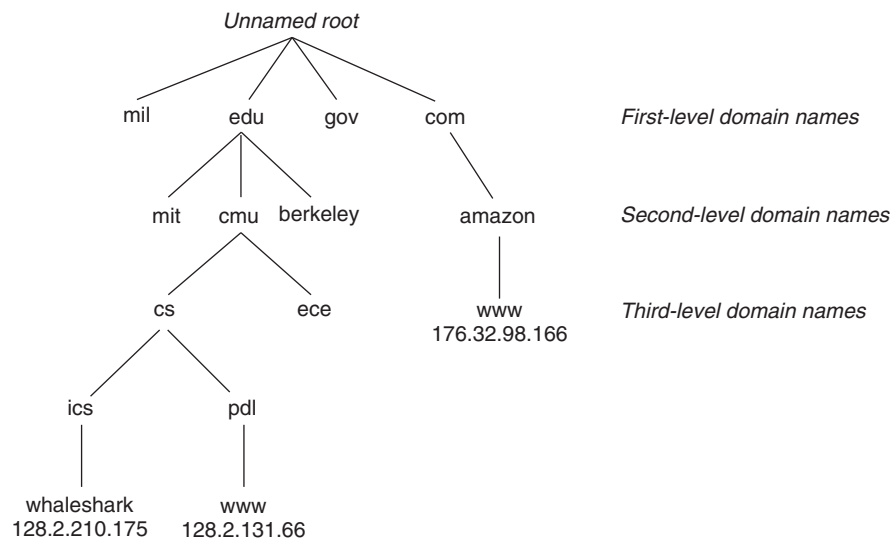 Unnamed root
mil edu gov com First-level domain names
mit cmu berkeley amazon Second-level domain names
cs ece www Third-level domain names
176.32.98.166
ics pdl
whaleshark www
128.2.210.175 128.2.131.66